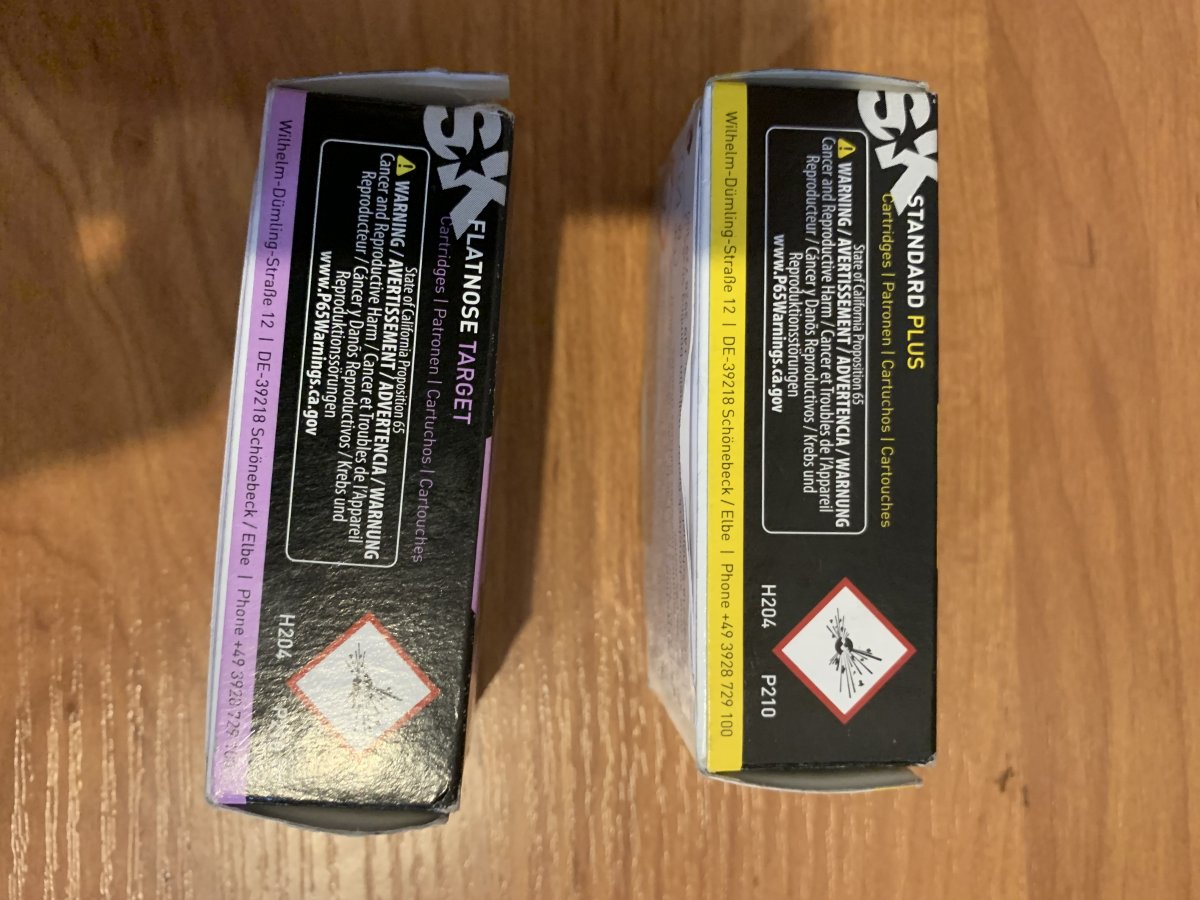 SK
FLATNOSE TARGET
Cartridges | Patronen | Cartuchos | Cartouches
State of California Proposition 65
WARNING / AVERTISSEMENT / ADVERTENCIA / WARNUNG
Cancer and Reproductive Harm / Cancer et Troubles de l'Appareil
Reproducteur / Cáncer y Danõs Reproductivos / Krebs und
Reproduktionssörungen
www.P65Warnings.ca.gov
H204
Wilhelm-Dümling-Straße 12 | DE-39218 Schönebeck / Elbe | Phone +49 3928 729 100
SK
STANDARD PLUS
Cartridges | Patronen | Cartuchos | Cartouches
State of California Proposition 65
WARNING / AVERTISSEMENT / ADVERTENCIA / WARNUNG
Cancer and Reproductive Harm / Cancer et Troubles de l'Appareil
Reproducteur / Cáncer y Danõs Reproductivos / Krebs und
Reproduktionsstörungen
www.P65Warnings.ca.gov
H204 P210
Wilhelm-Dümling-Straße 12 | DE-39218 Schönebeck / Elbe | Phone +49 3928 729 100